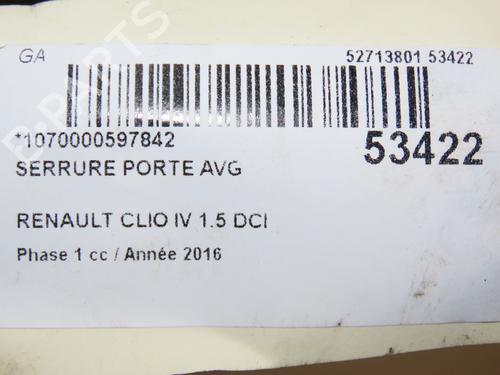 GA
52713801 53422
*1070000597842
53422
SERRURE PORTE AVG
RENAULT CLIO IV 1.5 DCI
Phase 1 cc / Année 2016
B-PARTS